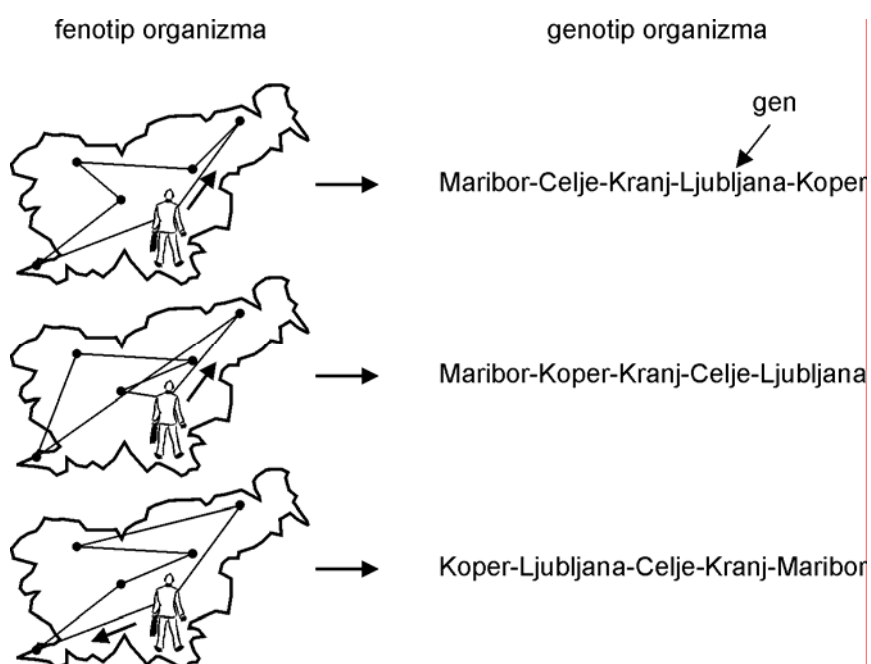 fenotip organizma
genotip organizma
gen
Maribor-Celje-Kranj-Ljubljana-Koper
Maribor-Koper-Kranj-Celje-Ljubljana
Koper-Ljubljana-Celje-Kranj-Maribor